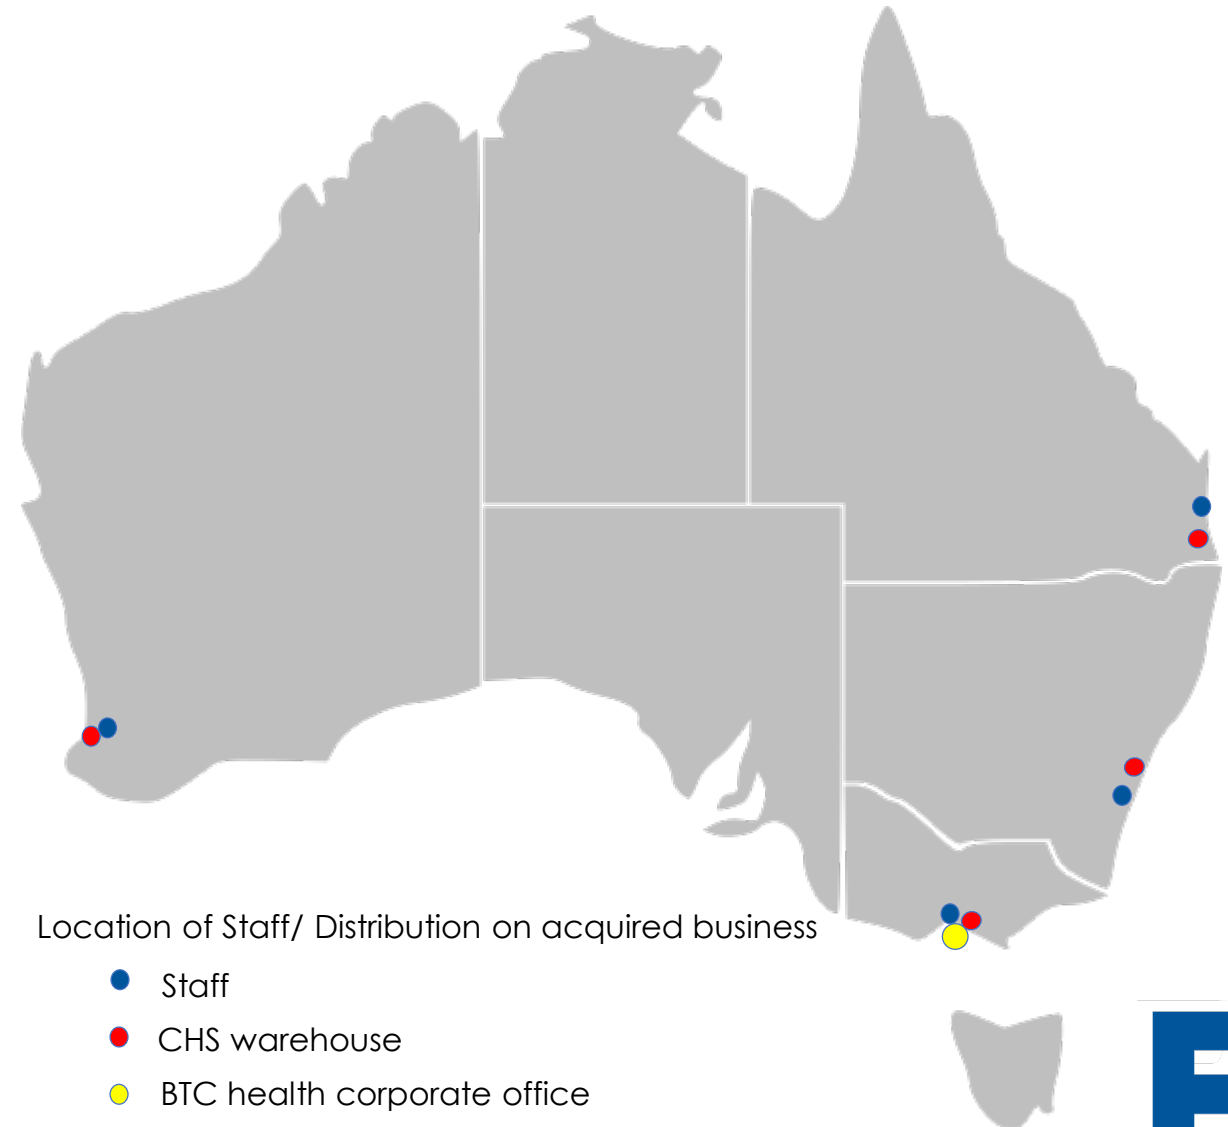 Location of Staff/ Distribution on acquired business
Staff
CHS warehouse
BTC health corporate office